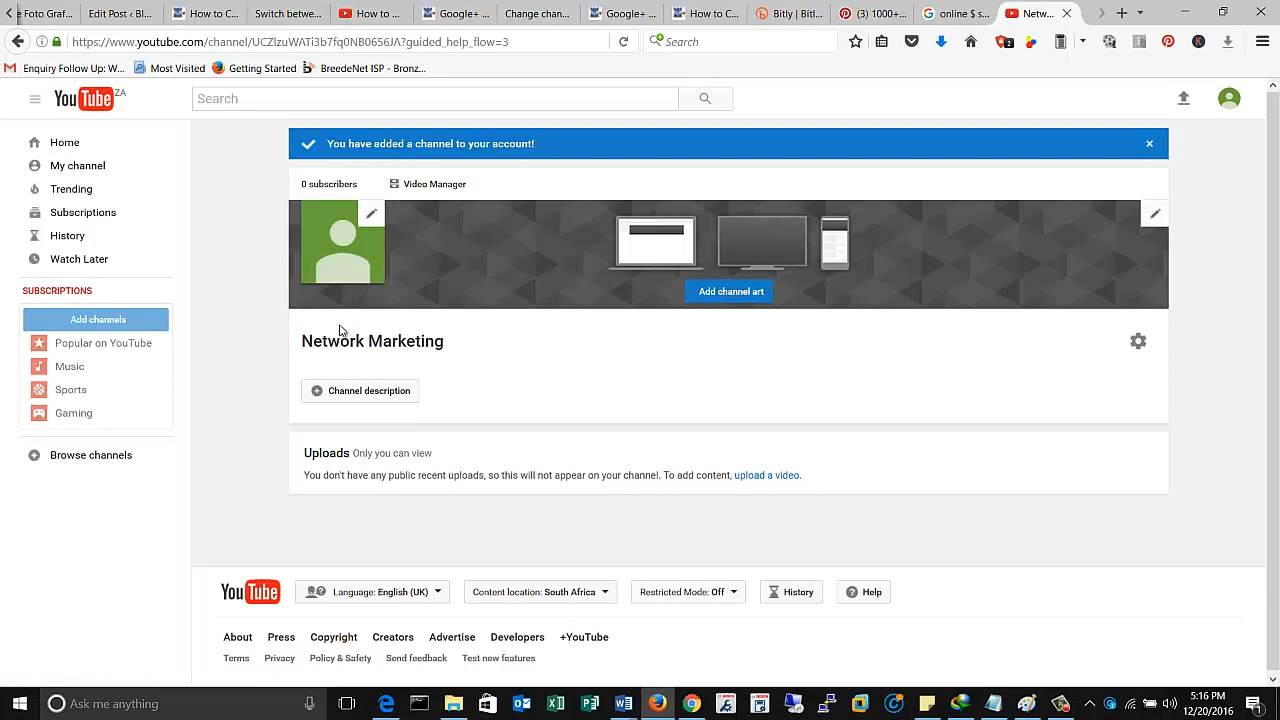 Foto Graf
Edit Post ‹ Bl...
How to C...
Switch netw...
How to ...
Google+ ...
Change chan...
Google+ ...
How to C...
Bitly | Bitl...
(3) 1000+...
online $ s...
Netw...
https://www.youtube.com/channel/UCZlzuWATi3b7fq0NB0656JA?guided_help_flow=3
Search
2
K
Enquiry Follow Up: W...
Most Visited
Getting Started
BreedeNet ISP - Bronz...
YouTube ZA
Search
Home
My channel
Trending
Subscriptions
History
Watch Later
SUBSCRIPTIONS
Add channels
Popular on YouTube
Music
Sports
Gaming
Browse channels
You have added a channel to your account!
0 subscribers
Video Manager
Add channel art
Network Marketing
Channel description
Uploads Only you can view
You don't have any public recent uploads, so this will not appear on your channel. To add content, upload a video.
YouTube
Language: English (UK)
Content location: South Africa
Restricted Mode: Off
History
Help
About Press Copyright Creators Advertise Developers +YouTube
Terms Privacy Policy & Safety Send feedback Test new features
Ask me anything
5:16 PM
12/20/2016